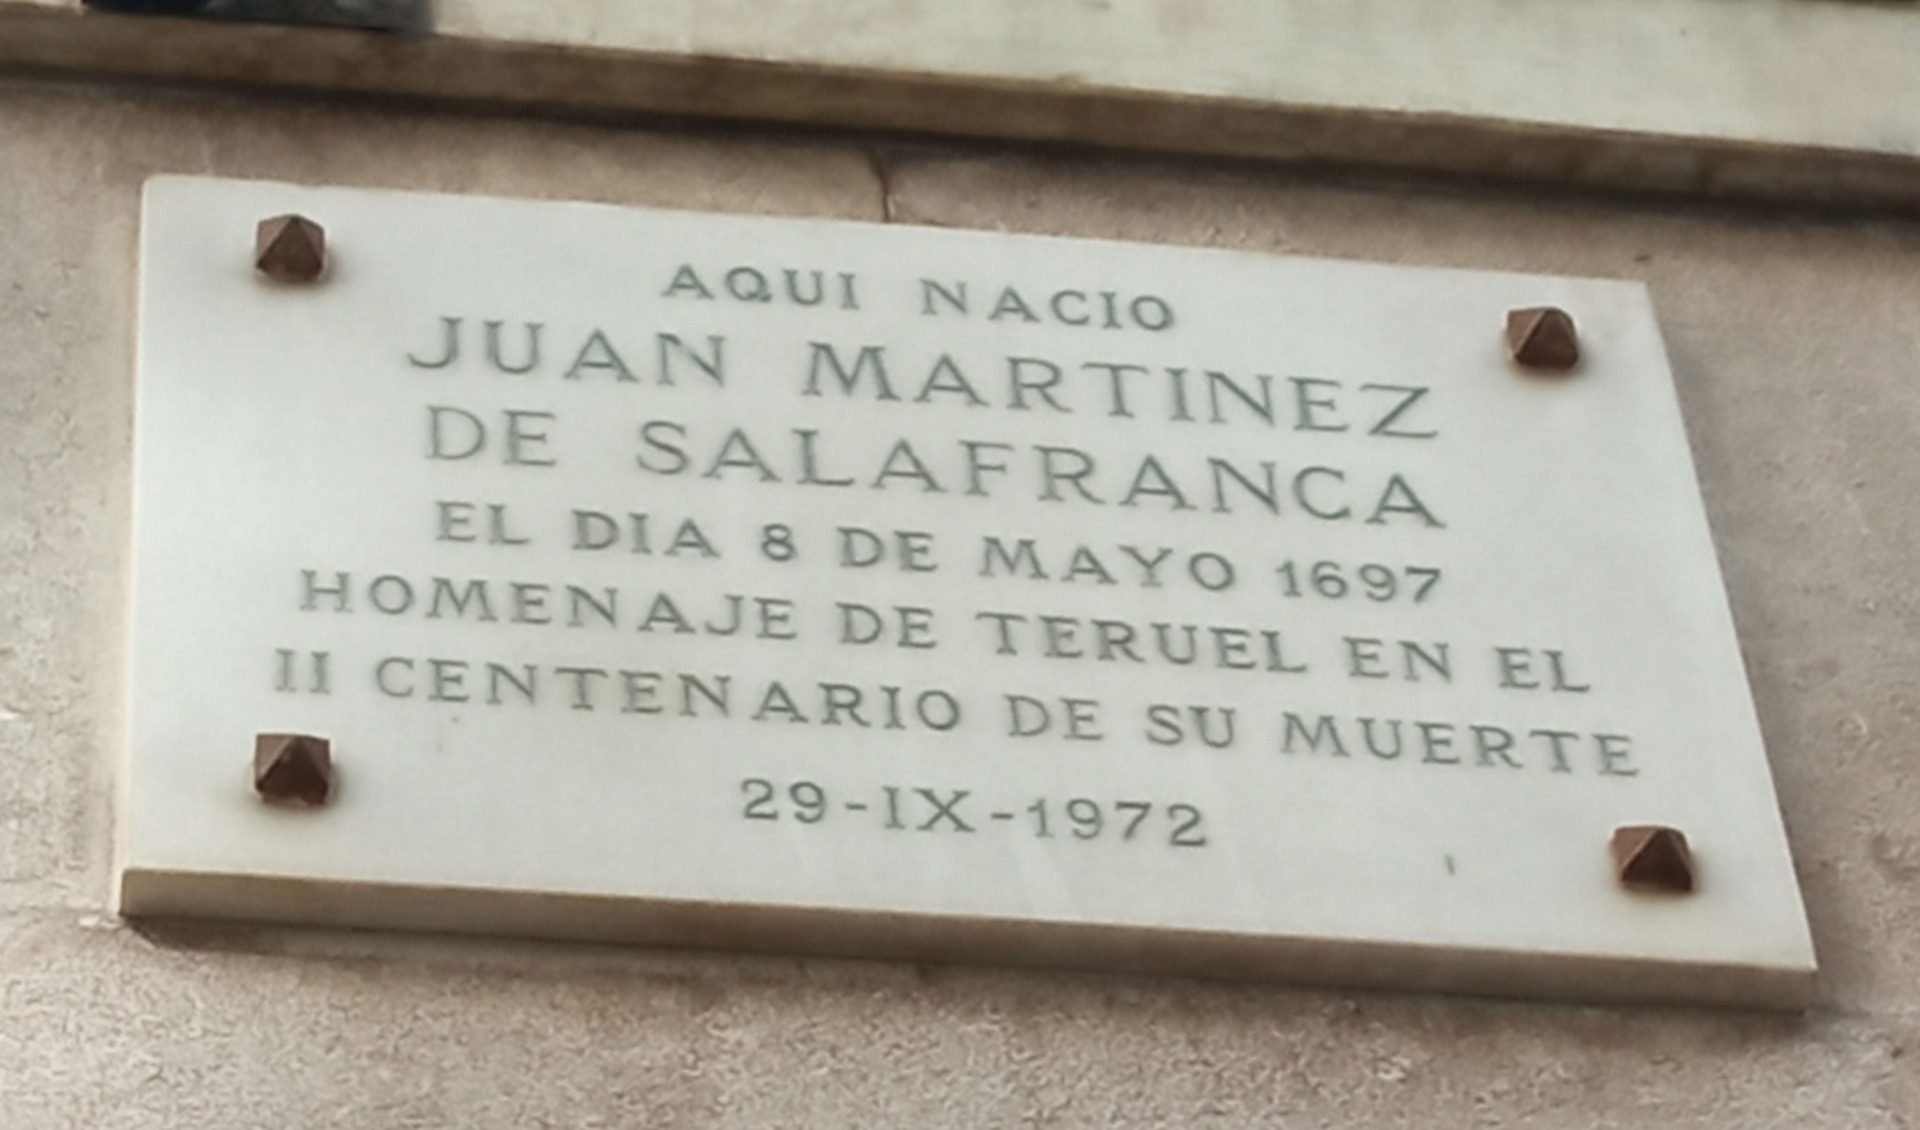 AQUI NACIO
JUAN MARTINEZ
DE SALAFRANCA
EL DIA 8 DE MAYO 1697
HOMENAJE DE TERUEL EN EL
II CENTENARIO DE SU MUERTE
29-IX-1972